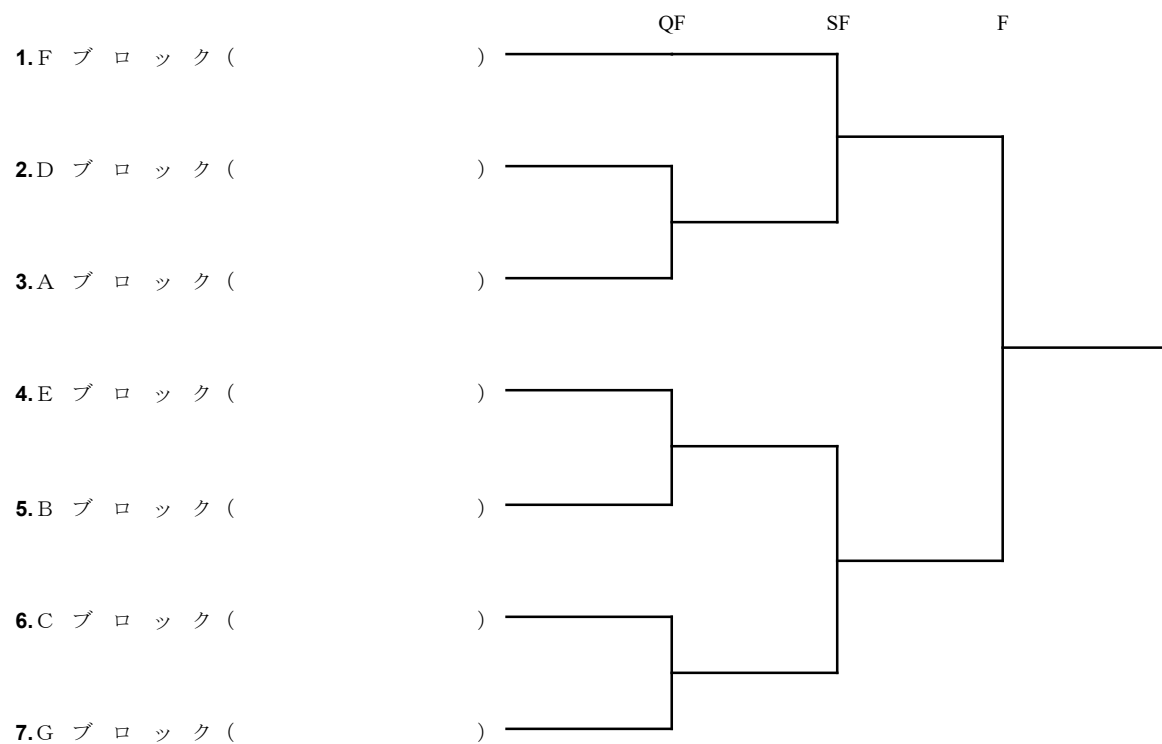 QF SF F
1.F ブロック( )
2.D ブロック( )
3.A ブロック( )
4.E ブロック( )
5.B ブロック( )
6.C ブロック( )
7.G ブロック( )